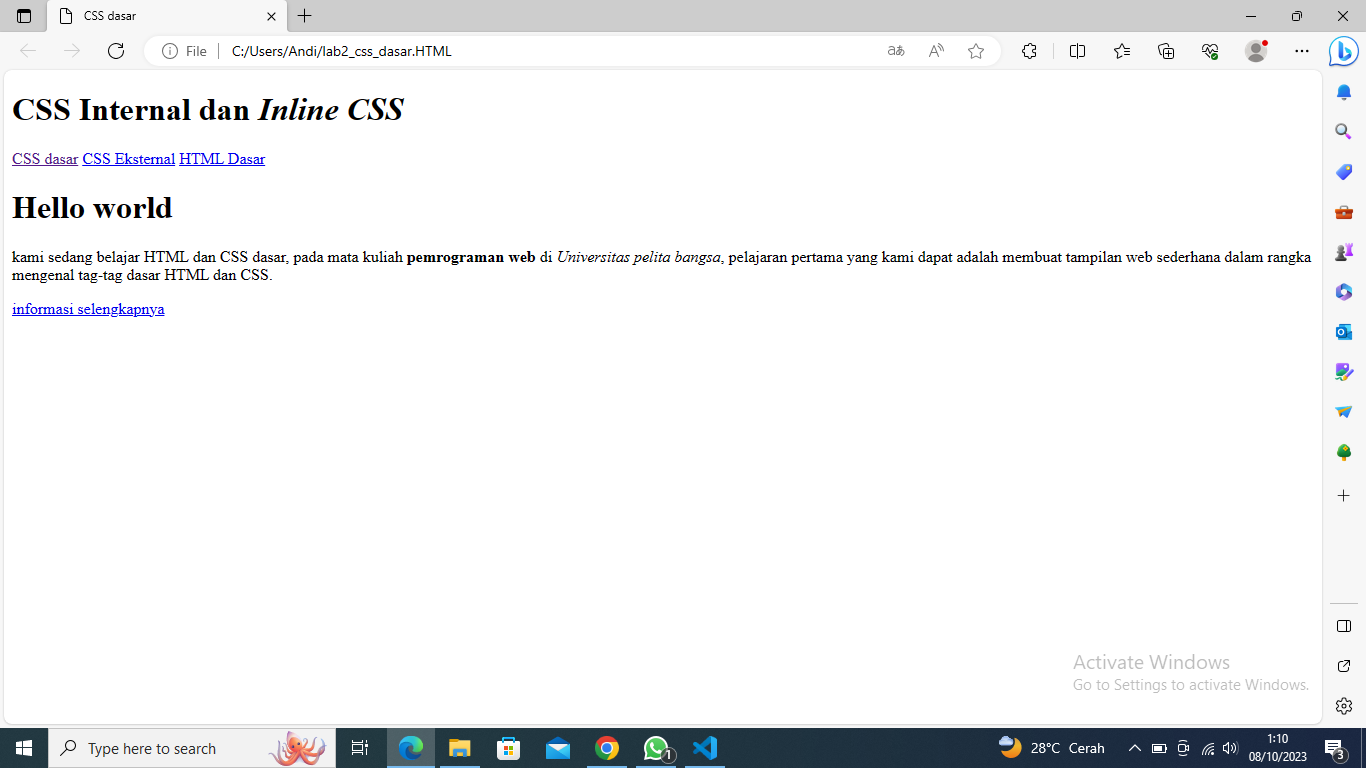 CSS dasar
File
C:/Users/Andi/lab2_css_dasar.HTML
aあ
CSS Internal dan Inline CSS
CSS dasar CSS Eksternal HTML Dasar
Hello world
kami sedang belajar HTML dan CSS dasar, pada mata kuliah pemrograman web di Universitas pelita bangsa, pelajaran pertama yang kami dapat adalah membuat tampilan web sederhana dalam rangka
mengenal tag-tag dasar HTML dan CSS.
informasi selengkapnya
Activate Windows
Go to Settings to activate Windows.
Type here to search
1
28°C Cerah
1:10
08/10/2023
3